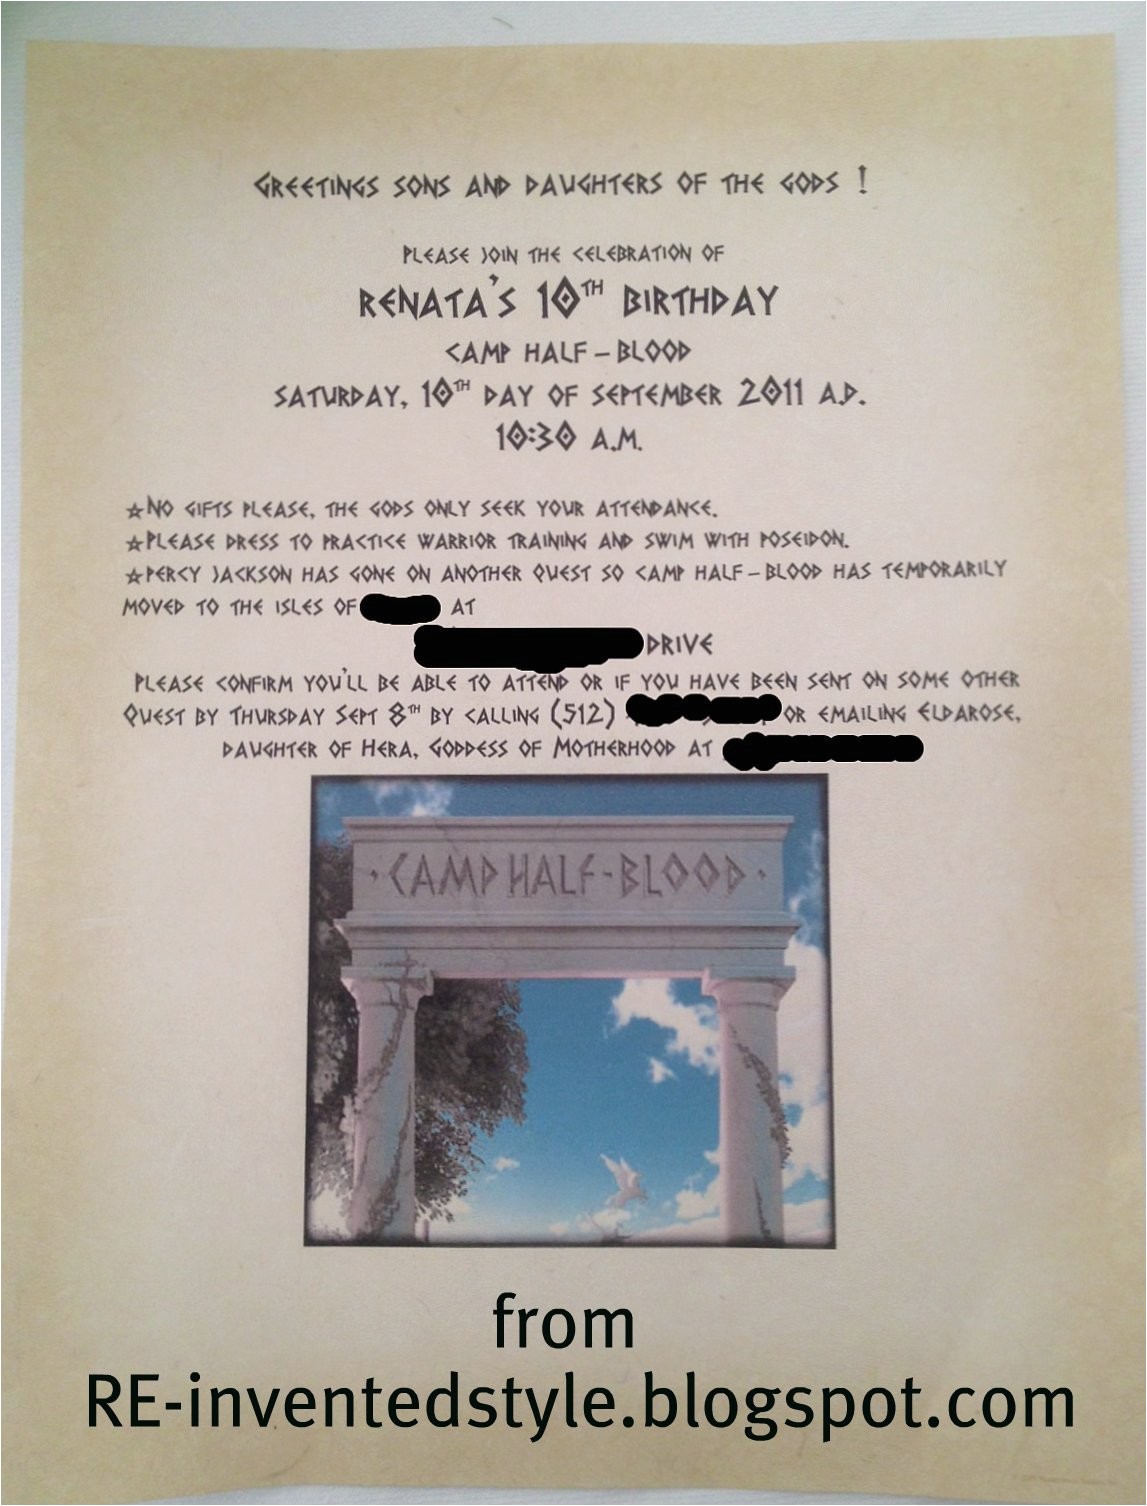 GREETINGS SONS AND DAUGHTERS OF THE GODS !
PLEASE JOIN THE CELEBRATION OF
RENATA'S 10TH BIRTHDAY
CAMP HALF-BLOOD
SATURDAY, 10TH DAY OF SEPTEMBER 2011 A.D.
10:30 A.M.
☆NO GIFTS PLEASE, THE GODS ONLY SEEK YOUR ATTENDANCE.
☆PLEASE DRESS TO PRACTICE WARRIOR TRAINING AND SWIM WITH POSEIDON.
☆PERCY JACKSON HAS GONE ON ANOTHER QUEST SO CAMP HALF-BLOOD HAS TEMPORARILY
MOVED TO THE ISLES OF AT
DRIVE
PLEASE CONFIRM YOU'LL BE ABLE TO ATTEND OR IF YOU HAVE BEEN SENT ON SOME OTHER
QUEST BY THURSDAY SEPT 8TH BY CALLING (512) OR EMAILING ELDAROSE,
DAUGHTER OF HERA, GODDESS OF MOTHERHOOD AT
·CAMP HALF-BLOOD·
from
RE-inventedstyle.blogspot.com